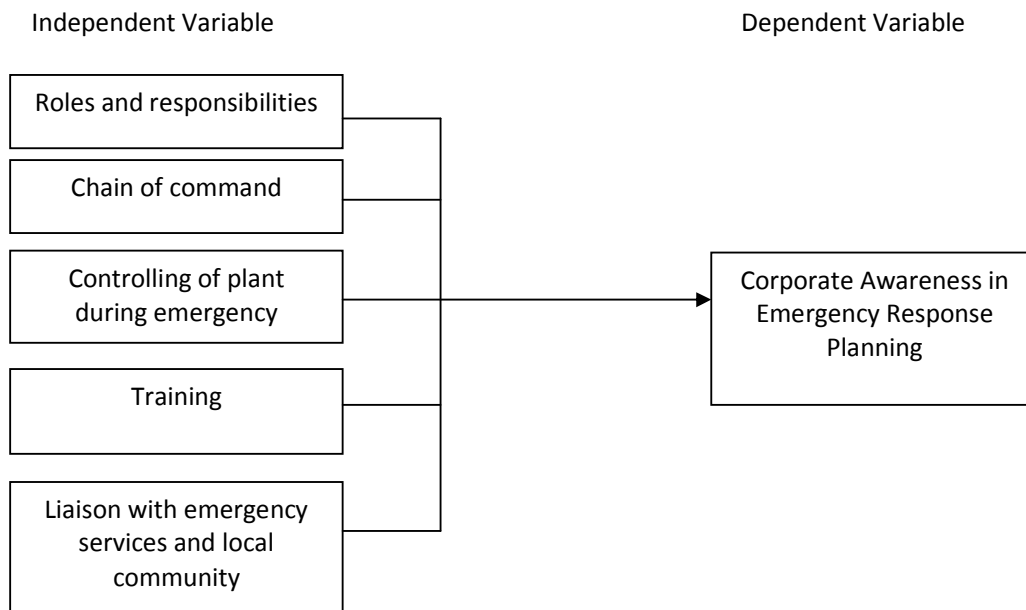 Independent Variable
Dependent Variable
Roles and responsibilities
Chain of command
Controlling of plant
during emergency
Training
Liaison with emergency
services and local
community
Corporate Awareness in
Emergency Response
Planning